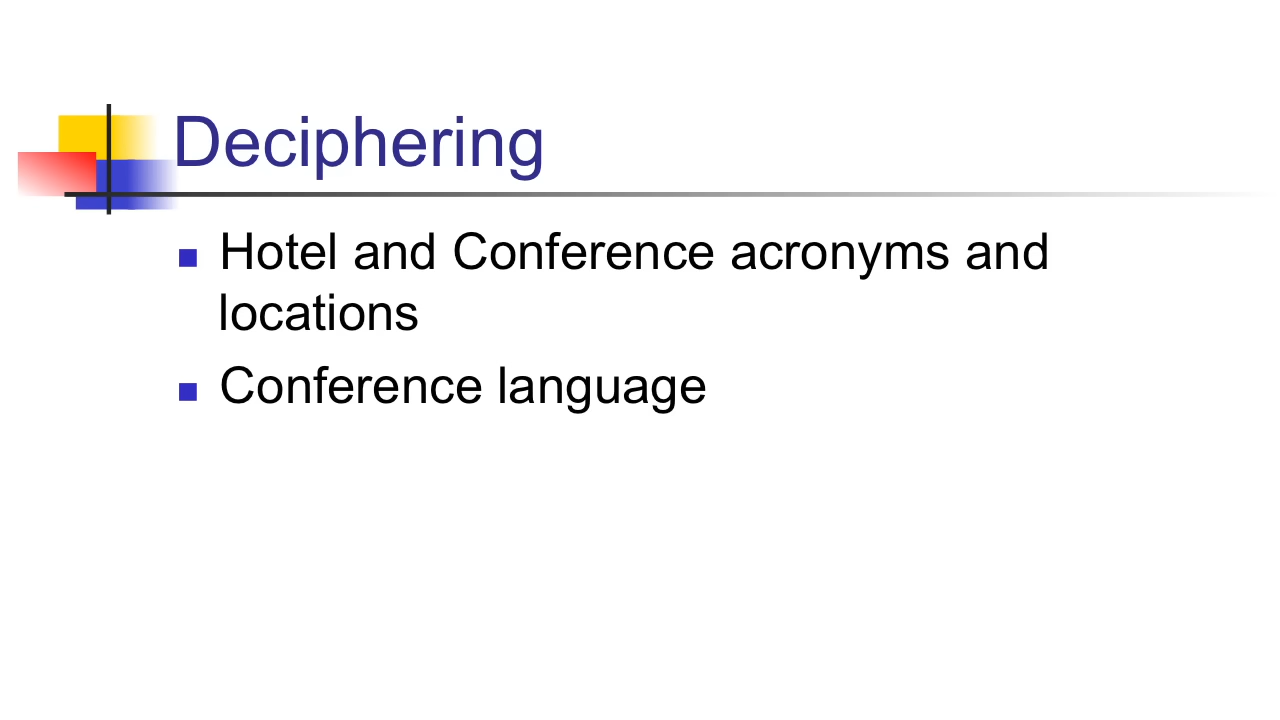 Deciphering
Hotel and Conference acronyms and
locations
Conference language